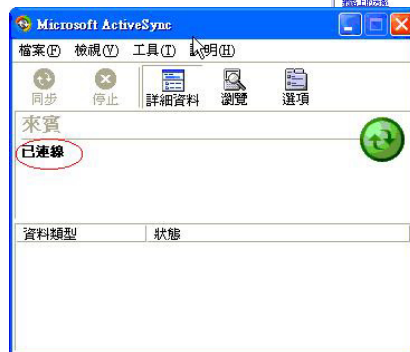 Microsoft ActiveSync
檔案(F) 檢視(V) 工具(T) 明(H)
同步 停止 詳細資料 瀏覽 選項
來賓
已連線
資料類型 狀態